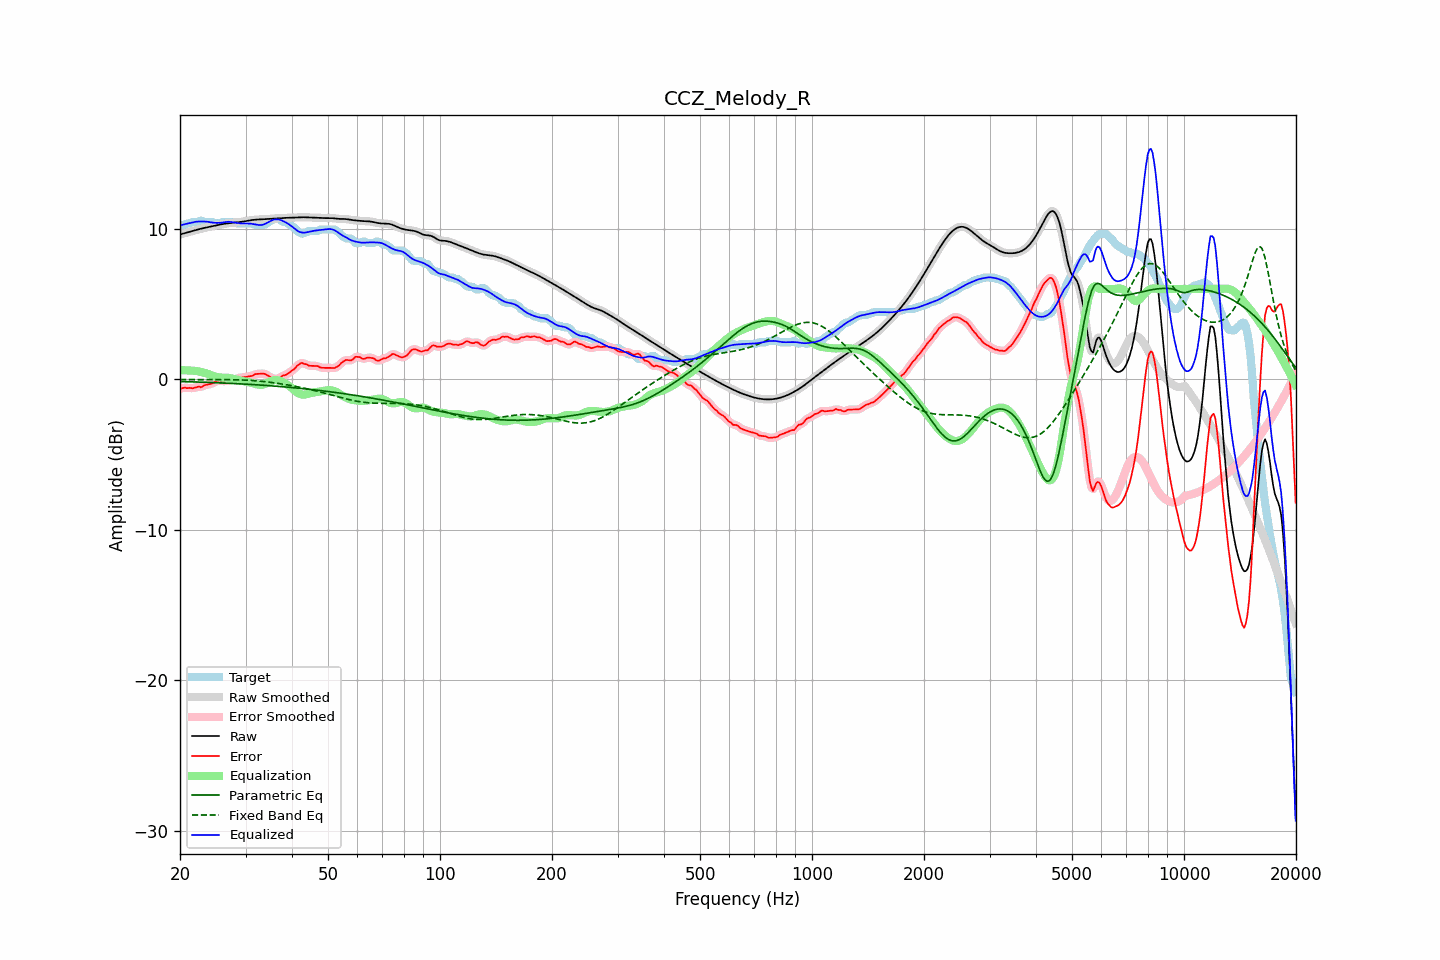 CCZ_Melody_R
10
0
−10
−20
−30
Amplitude (dBr)
Target
Raw Smoothed
Error Smoothed
Raw
Error
Equalization
Parametric Eq
Fixed Band Eq
Equalized
20 50 100 200 500 1000 2000 5000 10000 20000
Frequency (Hz)